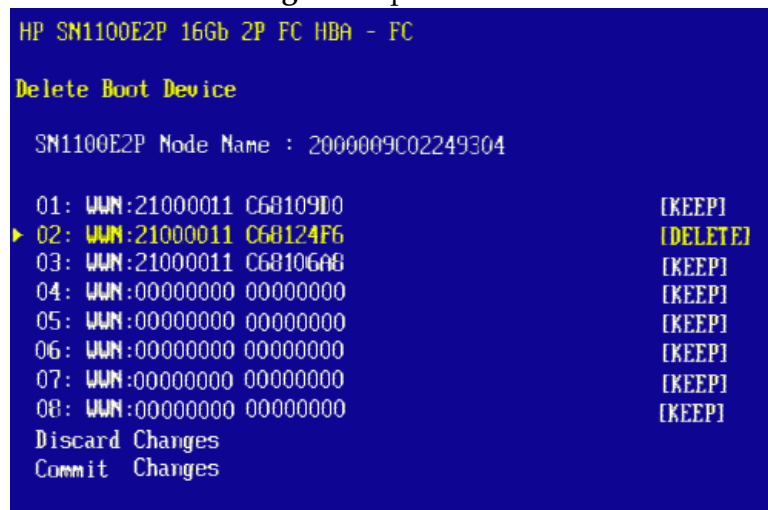 HP SN1100E2P 16Gb 2P FC HBA - FC
Delete Boot Device
SN1100E2P Node Name : 2000009C02249304
01: WWN:21000011 C68109D0 [KEEP]
02: WWN:21000011 C68124F6 [DELETE]
03: WWN:21000011 C68106A8 [KEEP]
04: WWN:00000000 00000000 [KEEP]
05: WWN:00000000 00000000 [KEEP]
06: WWN:00000000 00000000 [KEEP]
07: WWN:00000000 00000000 [KEEP]
08: WWN:00000000 00000000 [KEEP]
Discard Changes
Commit Changes